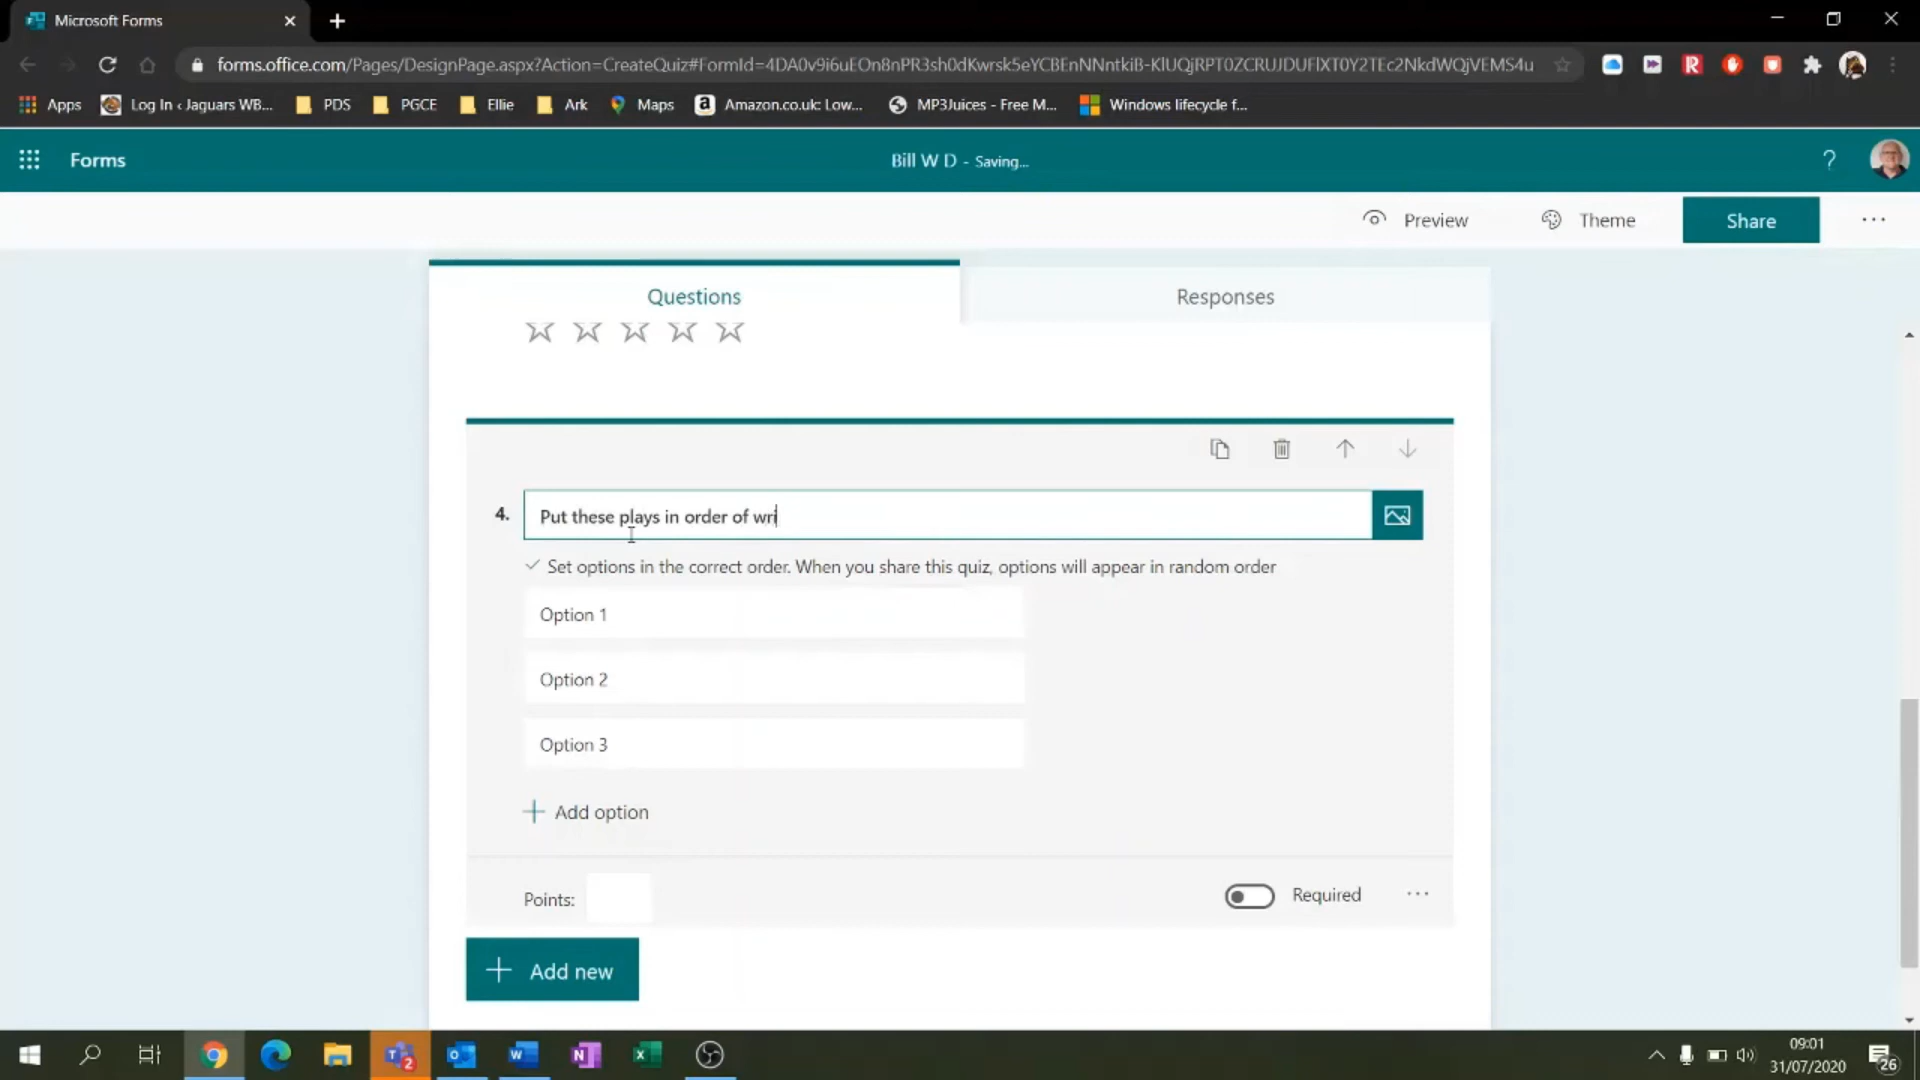 Microsoft Forms
forms.office.com/Pages/DesignPage.aspx?Action=CreateQuiz#FormId=4DA0v9i6uEOn8nPR3sh0dKwrsk5eYCBEnNNntkiB-KlUQjRPT0ZCRUJDUFlXT0Y2TEc2NkdWQjVEMS4u
Apps Log In ‹ Jaguars WB... PDS PGCE Ellie Ark Maps Amazon.co.uk: Low... MP3Juices - Free M... Windows lifecycle f...
Forms Bill W D - Saving... ?
Preview Theme Share ...
Questions Responses
4. Put these plays in order of wri
Set options in the correct order. When you share this quiz, options will appear in random order
Option 1
Option 2
Option 3
Add option
Points: Required ...
Add new
09:01
31/07/2020
2
26